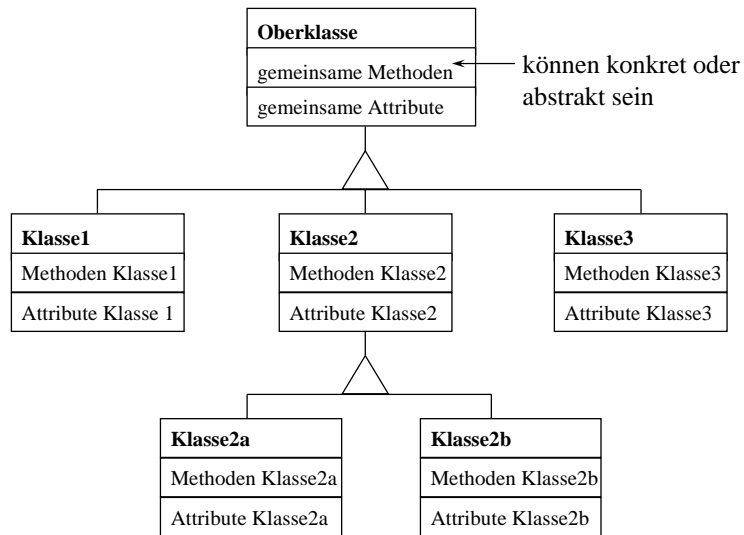 Oberklasse
gemeinsame Methoden
gemeinsame Attribute
können konkret oder
abstrakt sein
Klasse1
Methoden Klasse1
Attribute Klasse 1
Klasse2
Methoden Klasse2
Attribute Klasse2
Klasse3
Methoden Klasse3
Attribute Klasse3
Klasse2a
Methoden Klasse2a
Attribute Klasse2a
Klasse2b
Methoden Klasse2b
Attribute Klasse2b